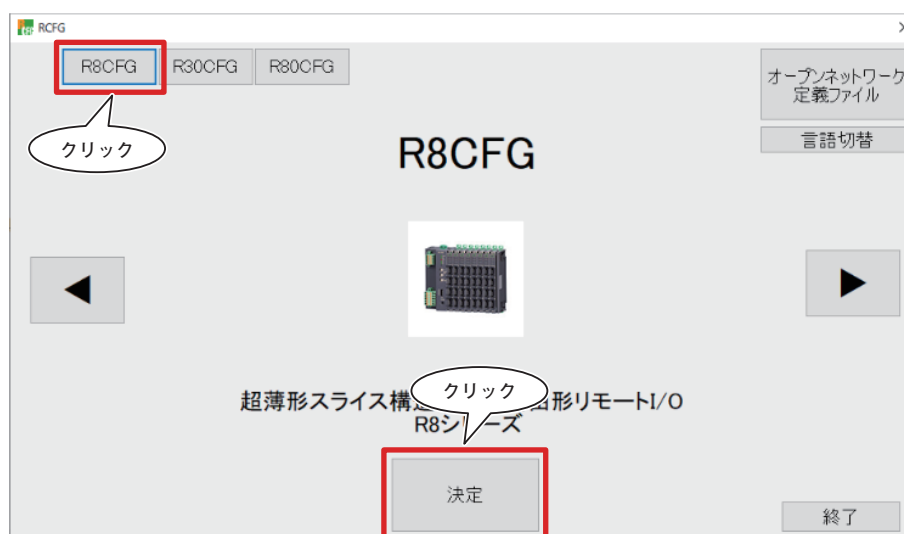 RCFG
R8CFG R30CFG R80CFG
オープンネットワーク
定義ファイル
クリック
言語切替
R8CFG
◀ ▶
クリック
超薄形スライス構 形リモートI/O
R8シリーズ
決定
終了